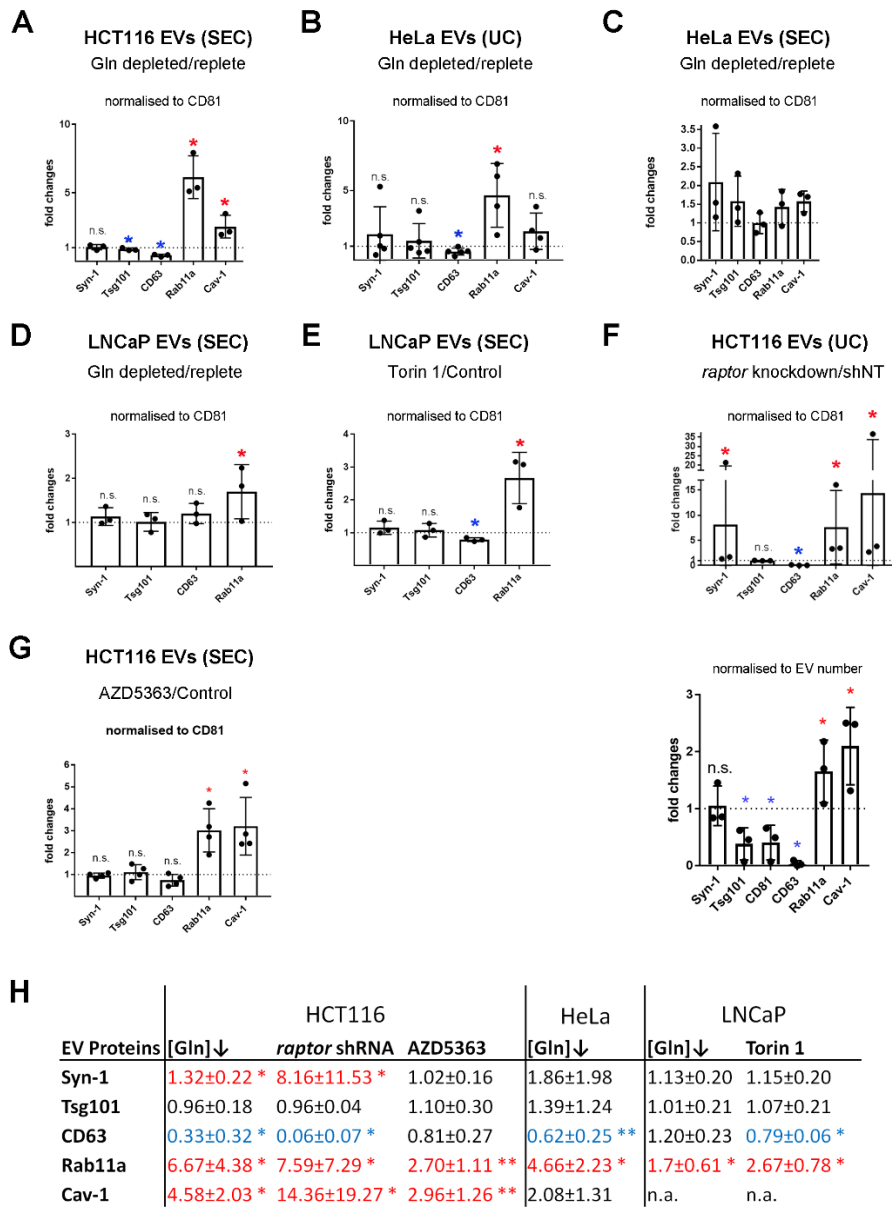 A
HCT116 EVs (SEC)
Gln depleted/replete
normalised to CD81
fold changes
10
5
1
n.s.
*
*
*
*
Syn-1
Tsg101
CD63
Rab11a
Cav-1
B
HeLa EVs (UC)
Gln depleted/replete
normalised to CD81
fold changes
10
5
1
n.s.
n.s.
*
*
n.s.
Syn-1
Tsg101
CD63
Rab11a
Cav-1
C
HeLa EVs (SEC)
Gln depleted/replete
normalised to CD81
fold changes
3.5
3.0
2.5
2.0
1.5
1.0
0.5
0.0
Syn-1
Tsg101
CD63
Rab11a
Cav-1
D
LNCaP EVs (SEC)
Gln depleted/replete
normalised to CD81
fold changes
3
2
1
n.s.
n.s.
n.s.
*
Syn-1
Tsg101
CD63
Rab11a
E
LNCaP EVs (SEC)
Torin 1/Control
normalised to CD81
fold changes
4
3
2
1
n.s.
n.s.
*
*
Syn-1
Tsg101
CD63
Rab11a
F
HCT116 EVs (UC)
raptor knockdown/shNT
normalised to CD81
fold changes
35
30
25
20
15
10
5
1
*
n.s.
*
*
*
Syn-1
Tsg101
CD63
Rab11a
Cav-1
normalised to EV number
fold changes
3
2
1
0
n.s.
*
*
*
*
*
Syn-1
Tsg101
CD81
CD63
Rab11a
Cav-1
G
HCT116 EVs (SEC)
AZD5363/Control
normalised to CD81
fold changes
6
5
4
3
2
1
n.s.
n.s.
n.s.
*
*
Syn-1
Tsg101
CD63
Rab11a
Cav-1
H
HCT116 HeLa LNCaP
EV Proteins [Gln]↓ raptor shRNA AZD5363 [Gln]↓ [Gln]↓ Torin 1
Syn-1 1.32±0.22 * 8.16±11.53 * 1.02±0.16 1.86±1.98 1.13±0.20 1.15±0.20
Tsg101 0.96±0.18 0.96±0.04 1.10±0.30 1.39±1.24 1.01±0.21 1.07±0.21
CD63 0.33±0.32 * 0.06±0.07 * 0.81±0.27 0.62±0.25 ** 1.20±0.23 0.79±0.06 *
Rab11a 6.67±4.38 * 7.59±7.29 * 2.70±1.11 ** 4.66±2.23 * 1.7±0.61 * 2.67±0.78 *
Cav-1 4.58±2.03 * 14.36±19.27 * 2.96±1.26 ** 2.08±1.31 n.a. n.a.